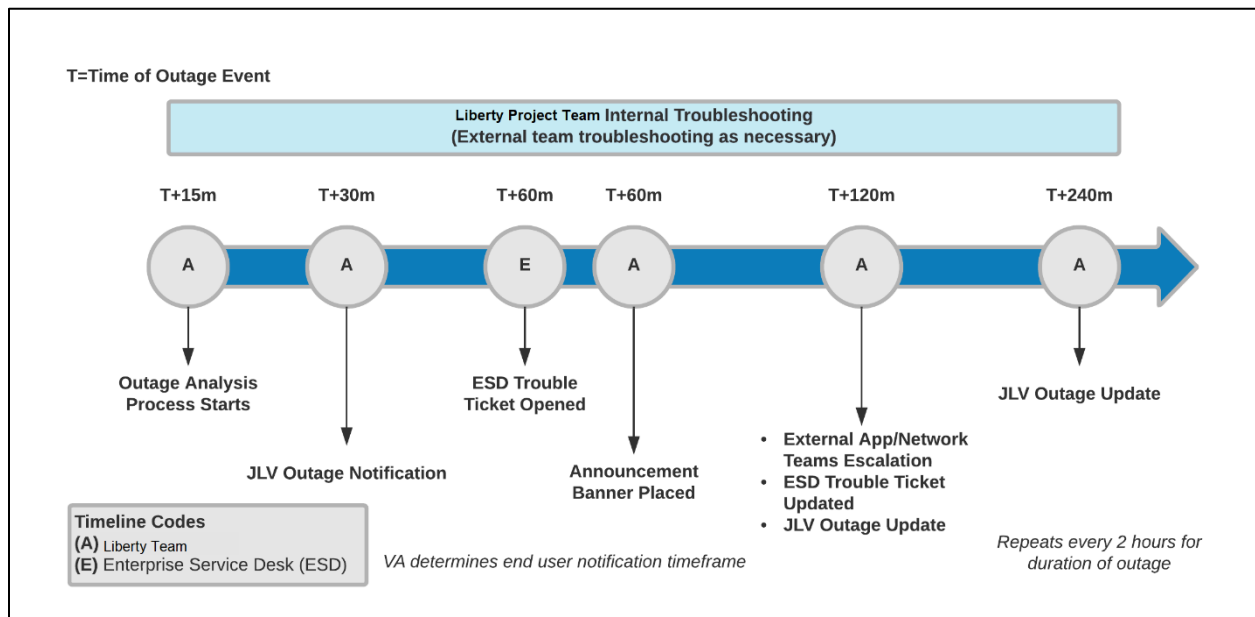 T=Time of Outage Event
Liberty Project Team Internal Troubleshooting
(External team troubleshooting as necessary)
T+15m
T+30m
T+60m
T+60m
T+120m
T+240m
A
A
E
A
A
A
Outage Analysis
Process Starts
JLV Outage Notification
ESD Trouble
Ticket Opened
Announcement
Banner Placed
• External App/Network
Teams Escalation
• ESD Trouble Ticket
Updated
• JLV Outage Update
JLV Outage Update
Timeline Codes
(A) Liberty Team
(E) Enterprise Service Desk (ESD)
VA determines end user notification timeframe
Repeats every 2 hours for
duration of outage